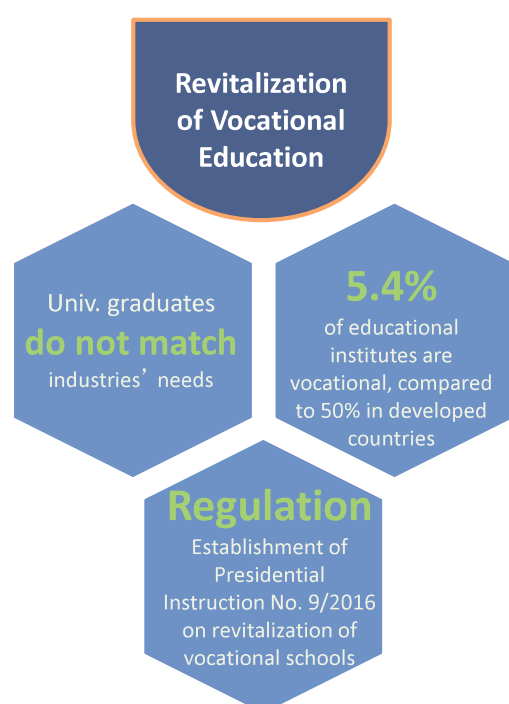 Revitalization
of Vocational
Education
Univ. graduates
do not match
industries’ needs
5.4%
of educational
institutes are
vocational, compared
to 50% in developed
countries
Regulation
Establishment of
Presidential
Instruction No. 9/2016
on revitalization of
vocational schools